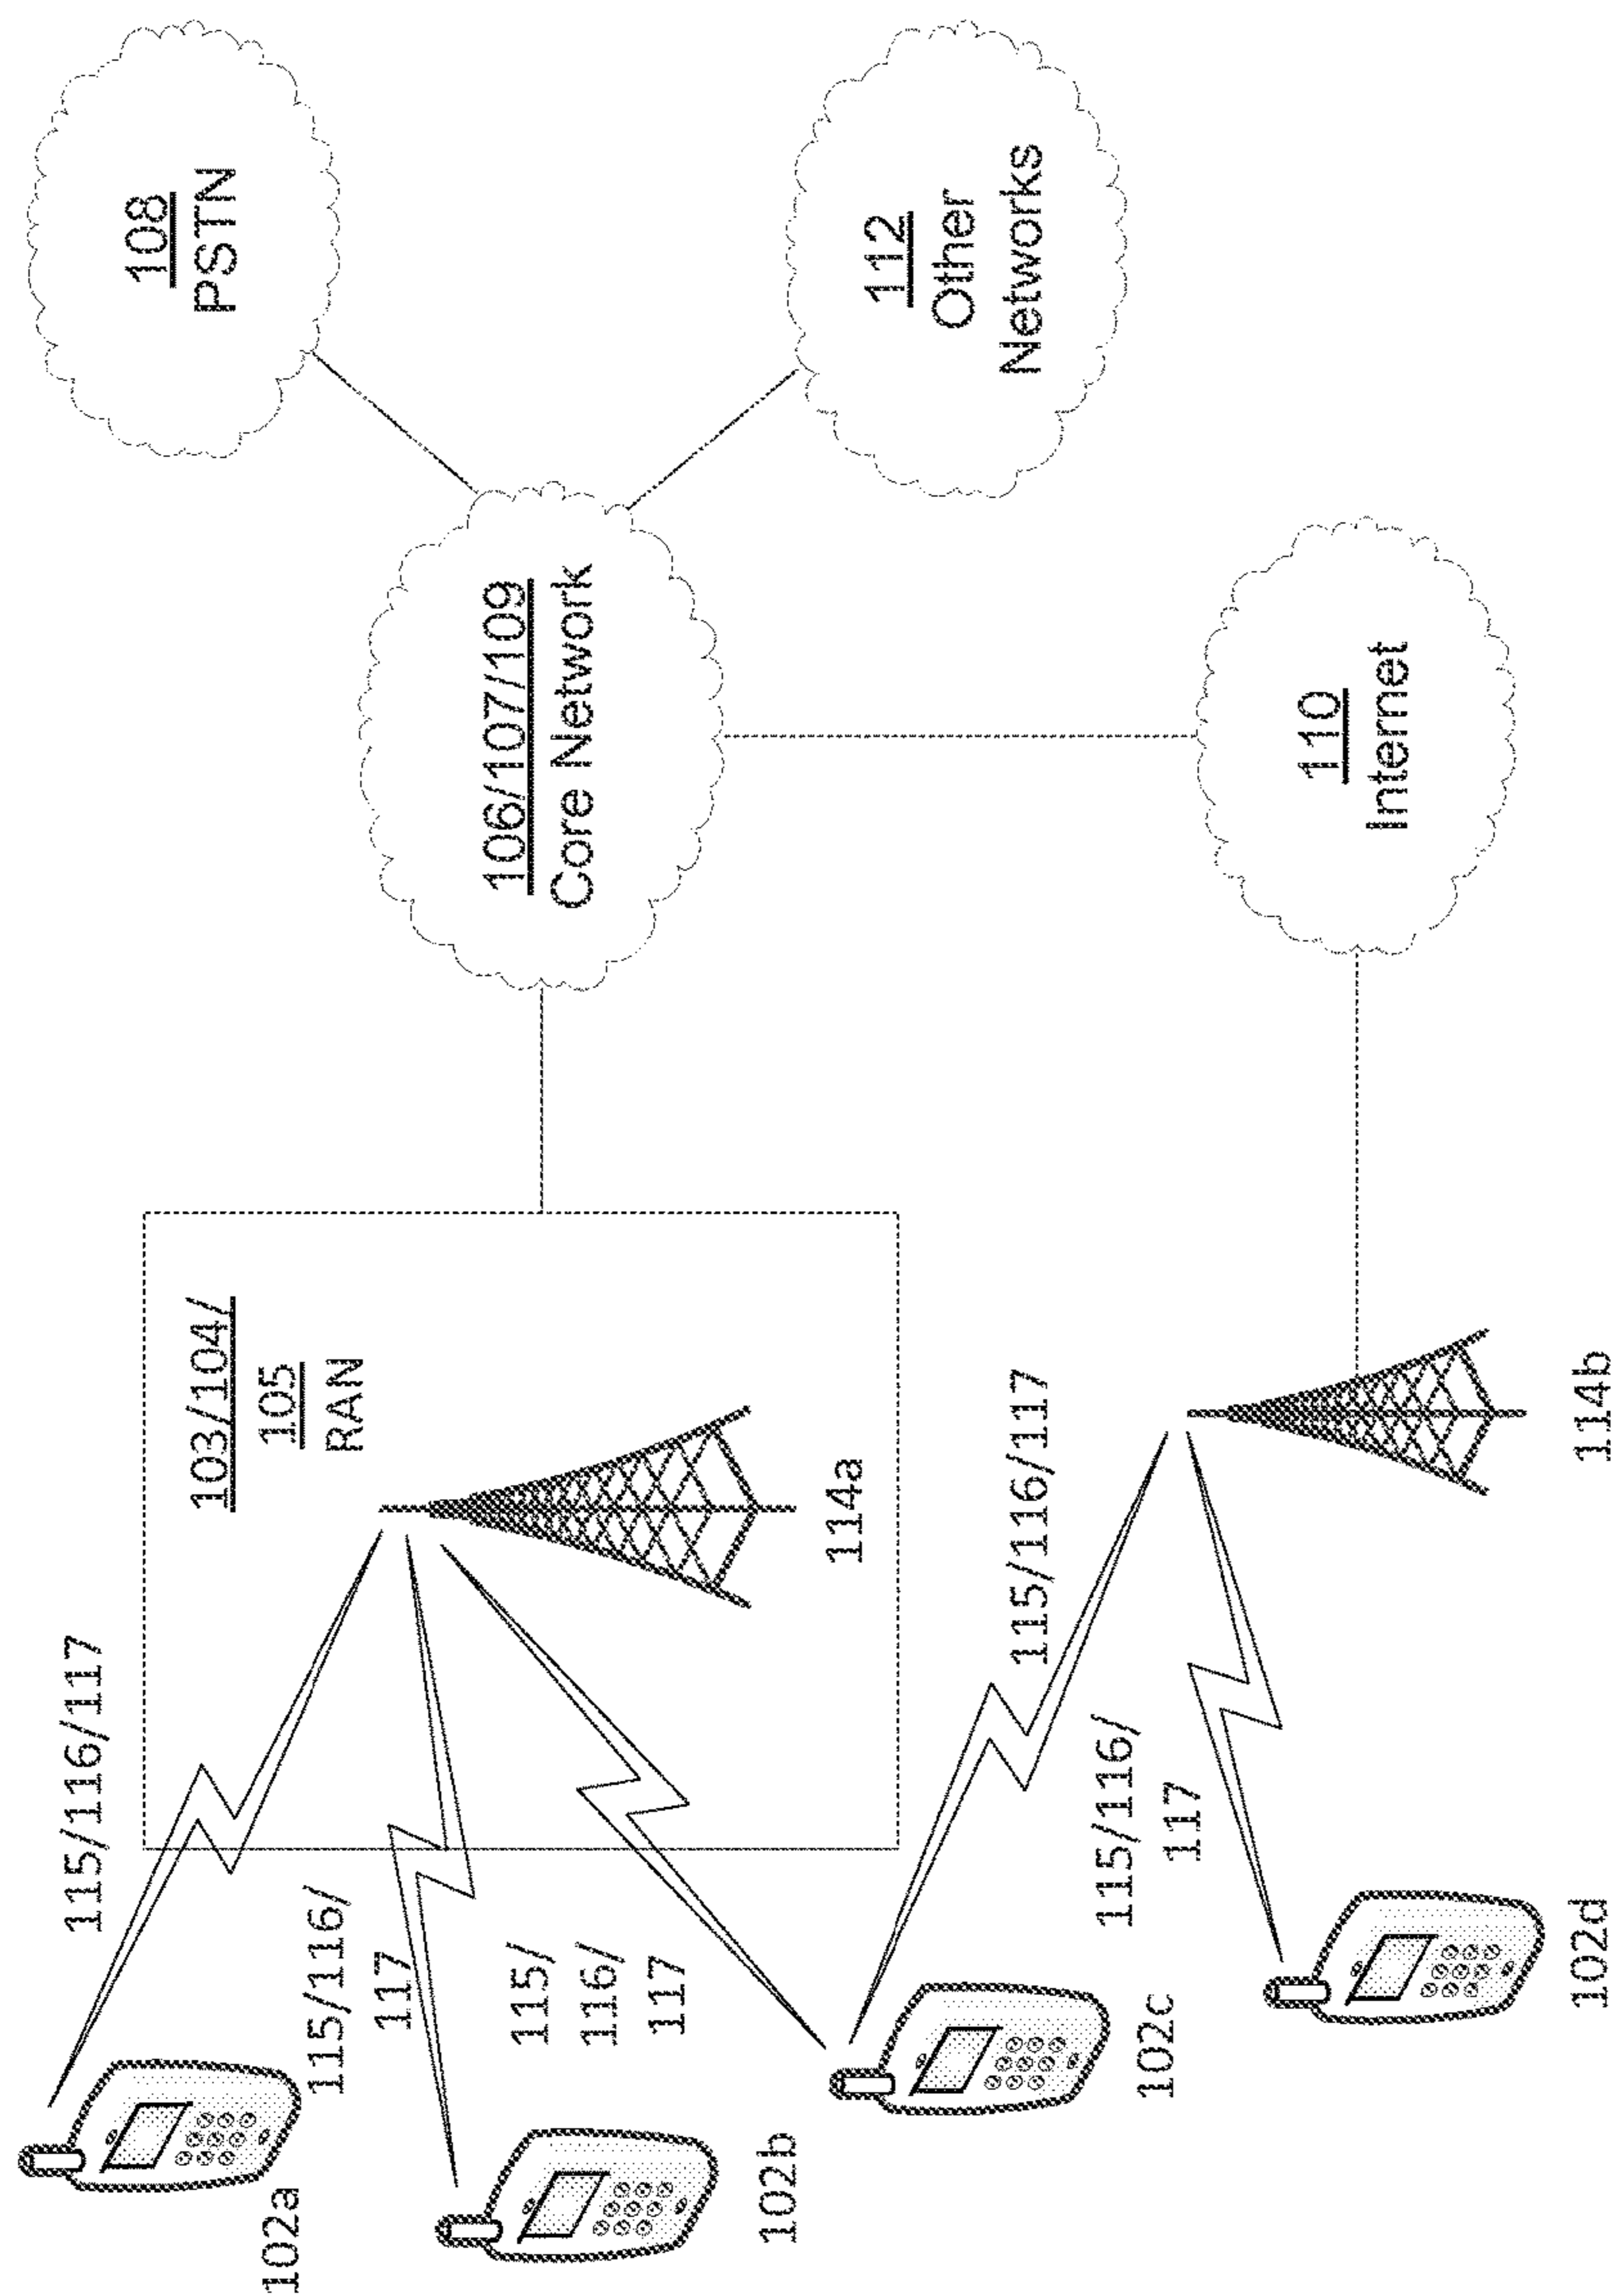 102a
115/116/117
115/116/
117
102b
115/
116/
117
103/104/
105
RAN
114a
102c
115/116/117
115/116/
117
102d
114b
106/107/109
Core Network
108
PSTN
112
Other
Networks
110
Internet